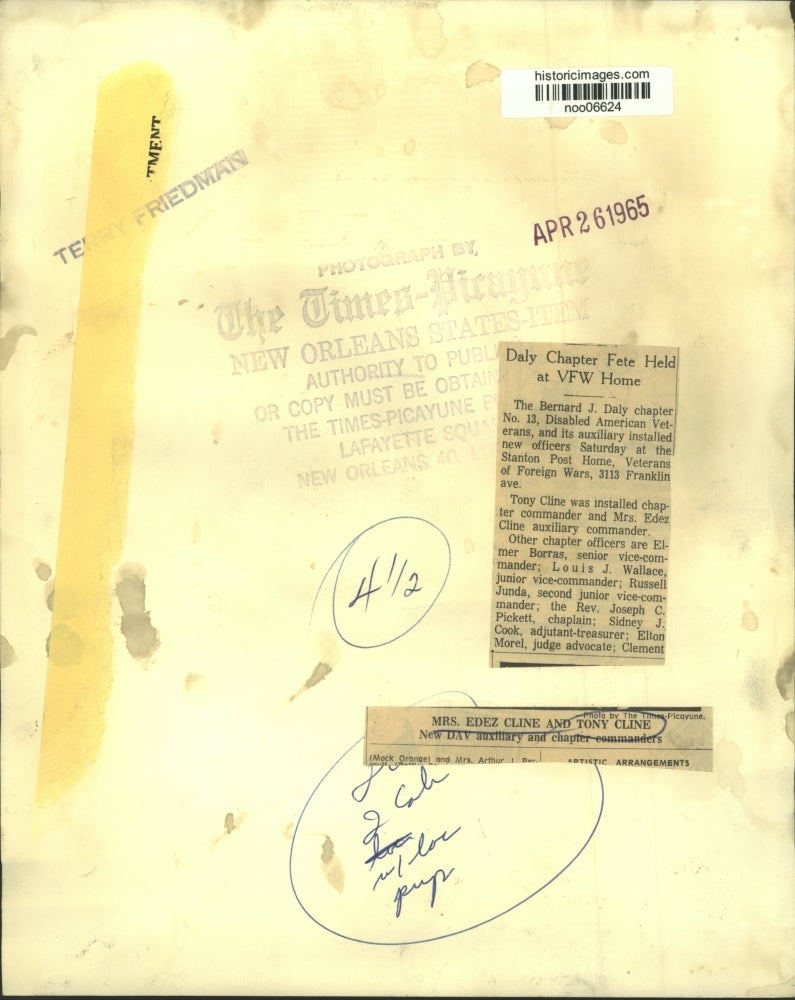 historicimages.com
noo06624
TMENT
TERRY FRIEDMAN
APR 26 1965
PHOTOGRAPH BY
The Times-Picayune
NEW ORLEANS STATES-ITEM
AUTHORITY TO PUBLI
OR COPY MUST BE OBTAIN
THE TIMES-PICAYUNE P
LAFAYETTE SQUA
NEW ORLEANS 40, L
Daly Chapter Fete Held
at VFW Home
The Bernard J. Daly chapter
No. 13, Disabled American Vet-
erans, and its auxiliary installed
new officers Saturday at the
Stanton Post Home, Veterans
of Foreign Wars, 3113 Franklin
ave.
Tony Cline was installed chap-
ter commander and Mrs. Edez
Cline auxiliary commander.
Other chapter officers are El-
mer Borras, senior vice-com-
mander; Louis J. Wallace,
junior vice-commander; Russell
Junda, second junior vice-com-
mander; the Rev. Joseph C.
Pickett, chaplain; Sidney J.
Cook, adjutant-treasurer; Elton
Morel, judge advocate; Clement
4 1/2
—Photo by The Times-Picayune.
MRS. EDEZ CLINE AND TONY CLINE
New DAV auxiliary and chapter commanders
(Mock Orange) and Mrs. Arthur J. Per-
ARTISTIC ARRANGEMENTS
2 Col
w/ loc